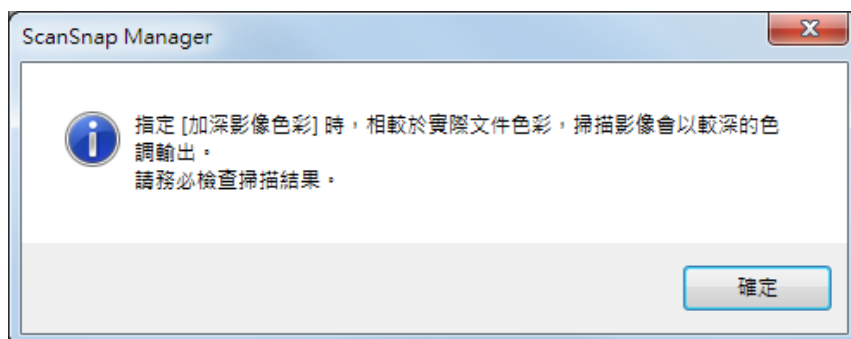 ScanSnap Manager
指定 [加深影像色彩] 時，相較於實際文件色彩，掃描影像會以較深的色
調輸出。
請務必檢查掃描結果。
確定